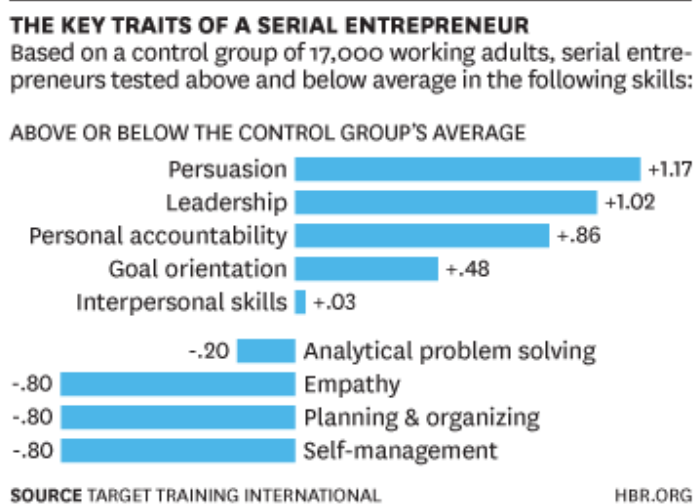 THE KEY TRAITS OF A SERIAL ENTREPRENEUR
Based on a control group of 17,000 working adults, serial entre-
preneurs tested above and below average in the following skills:
ABOVE OR BELOW THE CONTROL GROUP'S AVERAGE
Persuasion +1.17
Leadership +1.02
Personal accountability +.86
Goal orientation +.48
Interpersonal skills +.03
-.20 Analytical problem solving
-.80 Empathy
-.80 Planning & organizing
-.80 Self-management
SOURCE TARGET TRAINING INTERNATIONAL HBR.ORG